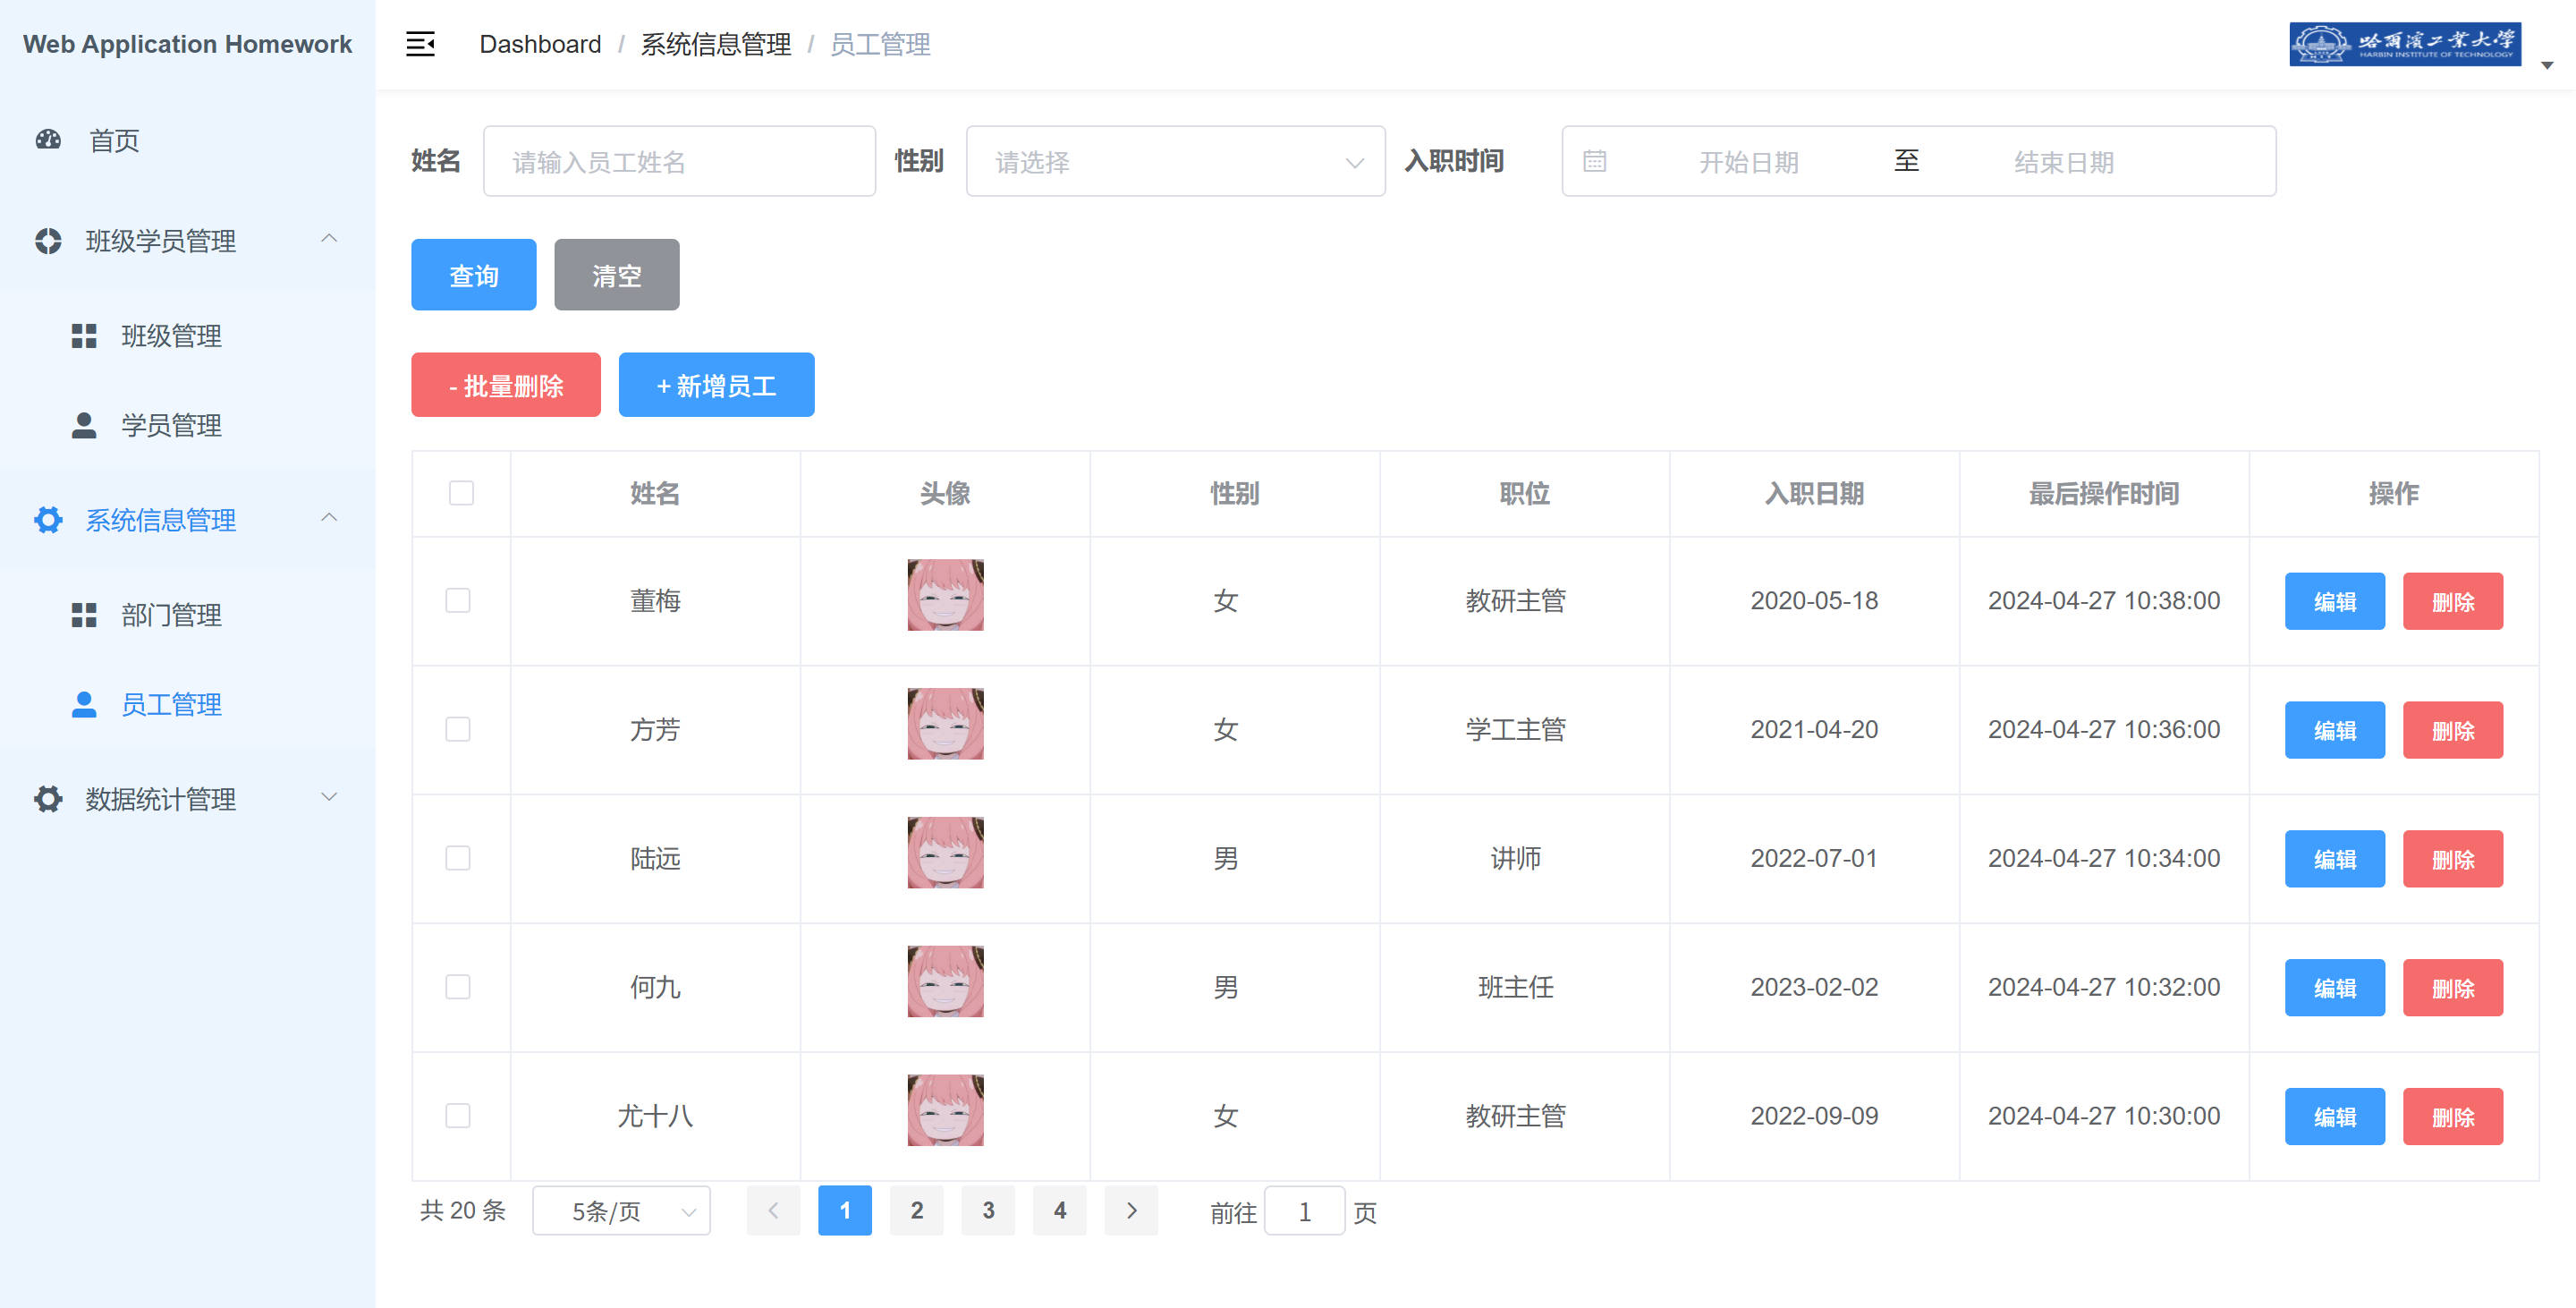 Web Application Homework
Dashboard / 系统信息管理 / 员工管理
哈爾濱工業大學
HARBIN INSTITUTE OF TECHNOLOGY
首页
班级学员管理
班级管理
学员管理
系统信息管理
部门管理
员工管理
数据统计管理
姓名 请输入员工姓名 性别 请选择 入职时间 开始日期 至 结束日期
查询 清空
- 批量删除 + 新增员工
姓名 头像 性别 职位 入职日期 最后操作时间 操作
董梅 女 教研主管 2020-05-18 2024-04-27 10:38:00 编辑 删除
方芳 女 学工主管 2021-04-20 2024-04-27 10:36:00 编辑 删除
陆远 男 讲师 2022-07-01 2024-04-27 10:34:00 编辑 删除
何九 男 班主任 2023-02-02 2024-04-27 10:32:00 编辑 删除
尤十八 女 教研主管 2022-09-09 2024-04-27 10:30:00 编辑 删除
共 20 条 5条/页 1 2 3 4 前往 1 页